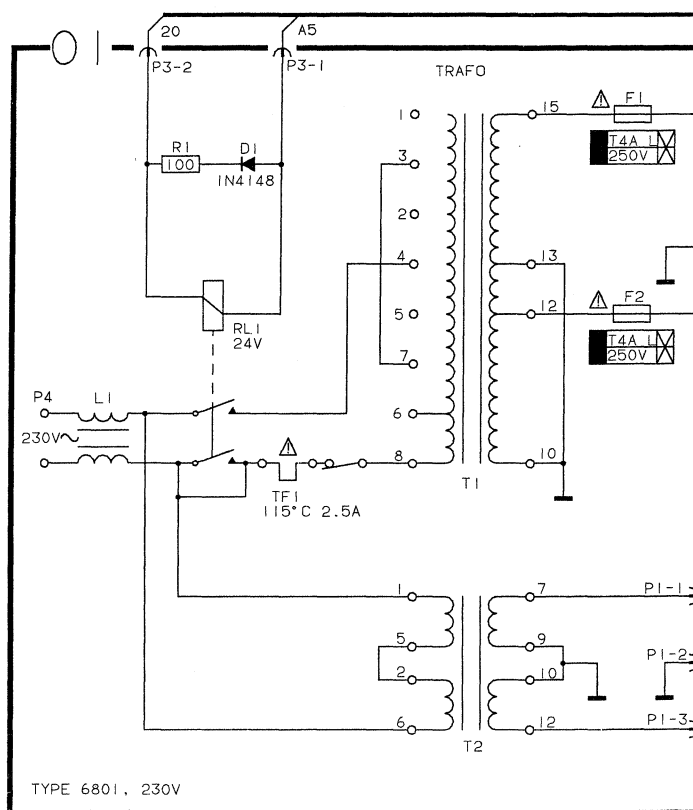 20
A5
P3-2
P3-1
TRAFO
1
15
F1
T4A L
250V
R1
100
D1
1N4148
3
2
4
13
12
F2
T4A L
250V
5
RL1
24V
7
P4
L1
6
230V~
8
10
T1
TF1
115°C 2.5A
1
7
P1-1
5
9
2
10
P1-2
6
12
P1-3
T2
TYPE 6801, 230V